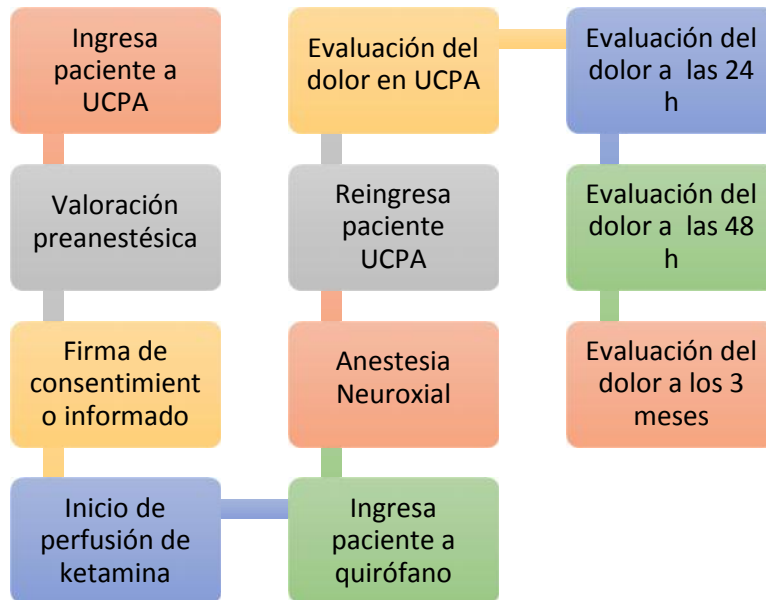 Ingresa
paciente a
UCPA
Valoración
preanestésica
Firma de
consentimient
o informado
Inicio de
perfusión de
ketamina
Ingresa
paciente a
quirófano
Anestesia
Neuroxial
Reingresa
paciente
UCPA
Evaluación del
dolor en UCPA
Evaluación del
dolor a las 24
h
Evaluación del
dolor a las 48
h
Evaluación del
dolor a los 3
meses